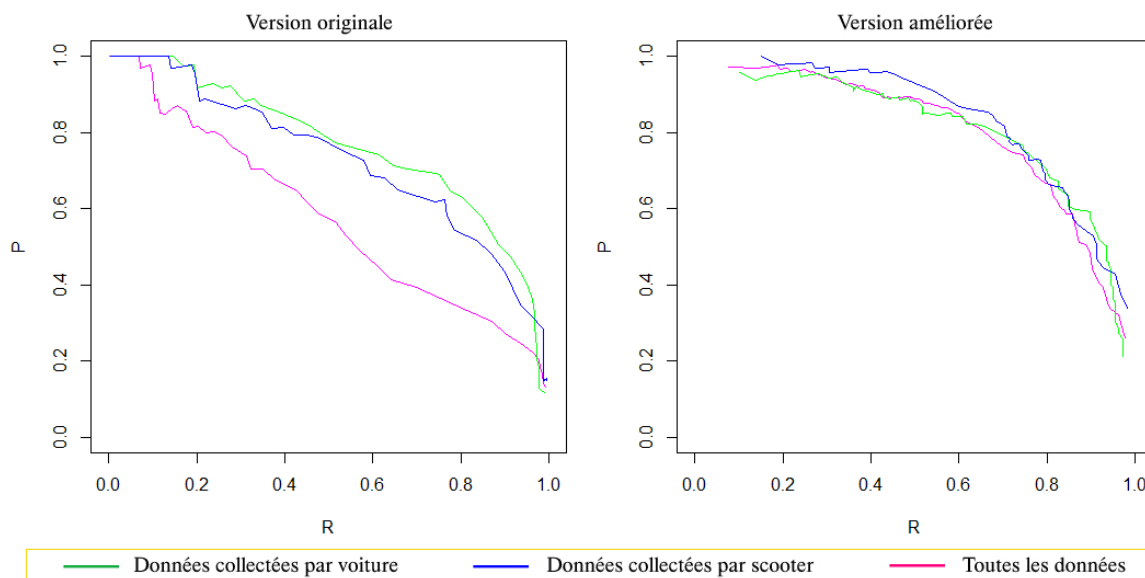 Version originale
Version améliorée
1.0
0.8
0.6
0.4
0.2
0.0
P
0.0 0.2 0.4 0.6 0.8 1.0
R
1.0
0.8
0.6
0.4
0.2
0.0
P
0.0 0.2 0.4 0.6 0.8 1.0
R
Données collectées par voiture
Données collectées par scooter
Toutes les données